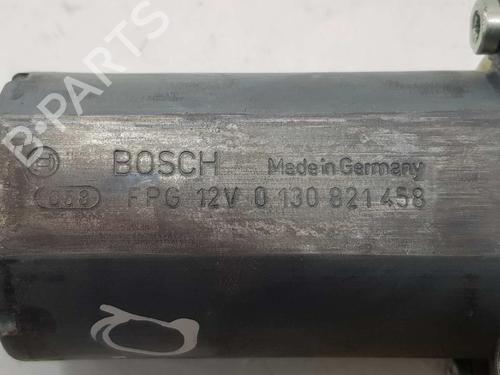 B-PARTS
BOSCH Made in Germany
FPG 12V 0 130 821 458